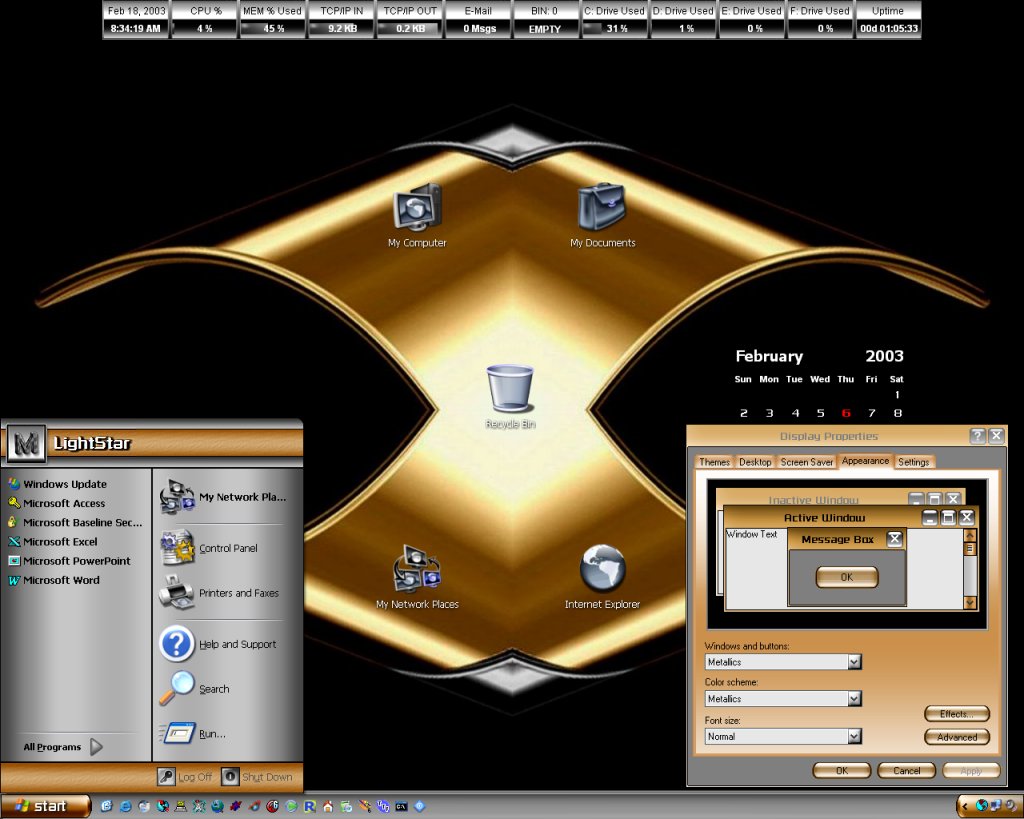 Feb 18, 2003 CPU % MEM % Used TCP/IP IN TCP/IP OUT E-Mail BIN: 0 C: Drive Used D: Drive Used E: Drive Used F: Drive Used Uptime
8:34:19 AM 4 % 45 % 9.2 KB 0.2 KB 0 Msgs EMPTY 31 % 1 % 0 % 0 % 00d 01:05:33
My Computer
My Documents
Recycle Bin
My Network Places
Internet Explorer
February 2003
Sun Mon Tue Wed Thu Fri Sat
1
2 3 4 5 6 7 8
LightStar
Windows Update
Microsoft Access
Microsoft Baseline Sec...
Microsoft Excel
Microsoft PowerPoint
Microsoft Word
All Programs
My Network Pla...
Control Panel
Printers and Faxes
Help and Support
Search
Run...
Log Off Shut Down
Display Properties
Themes Desktop Screen Saver Appearance Settings
Inactive Window
Active Window
Window Text
Message Box
OK
Windows and buttons:
Metallics
Color scheme:
Metallics
Font size:
Normal
Effects...
Advanced
OK Cancel Apply
start